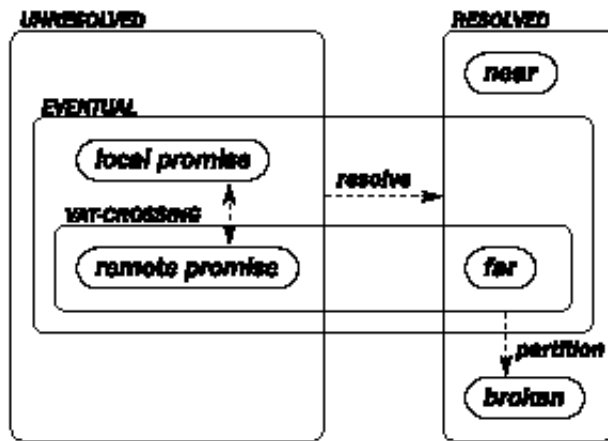 UNRESOLVED
RESOLVED
near
EVENTUAL
local promise
resolve
VAT-CROSSING
remote promise
far
partition
broken